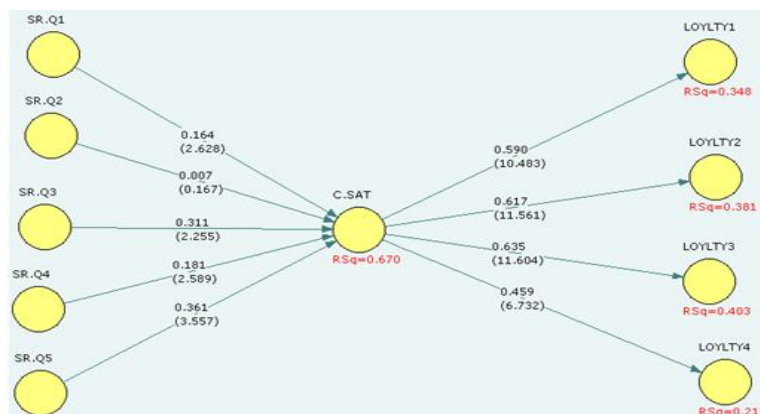 SR.Q1
LOYLTY1
RSq=0.348
SR.Q2
0.164
(2.628)
0.590
(10.483)
LOYLTY2
0.007
(0.167)
C.SAT
0.617
(11.561)
RSq=0.381
SR.Q3
0.311
(2.255)
RSq=0.670
0.635
(11.604)
LOYLTY3
RSq=0.403
SR.Q4
0.181
(2.589)
0.459
(6.732)
SR.Q5
0.361
(3.557)
LOYLTY4
RSq=0.21